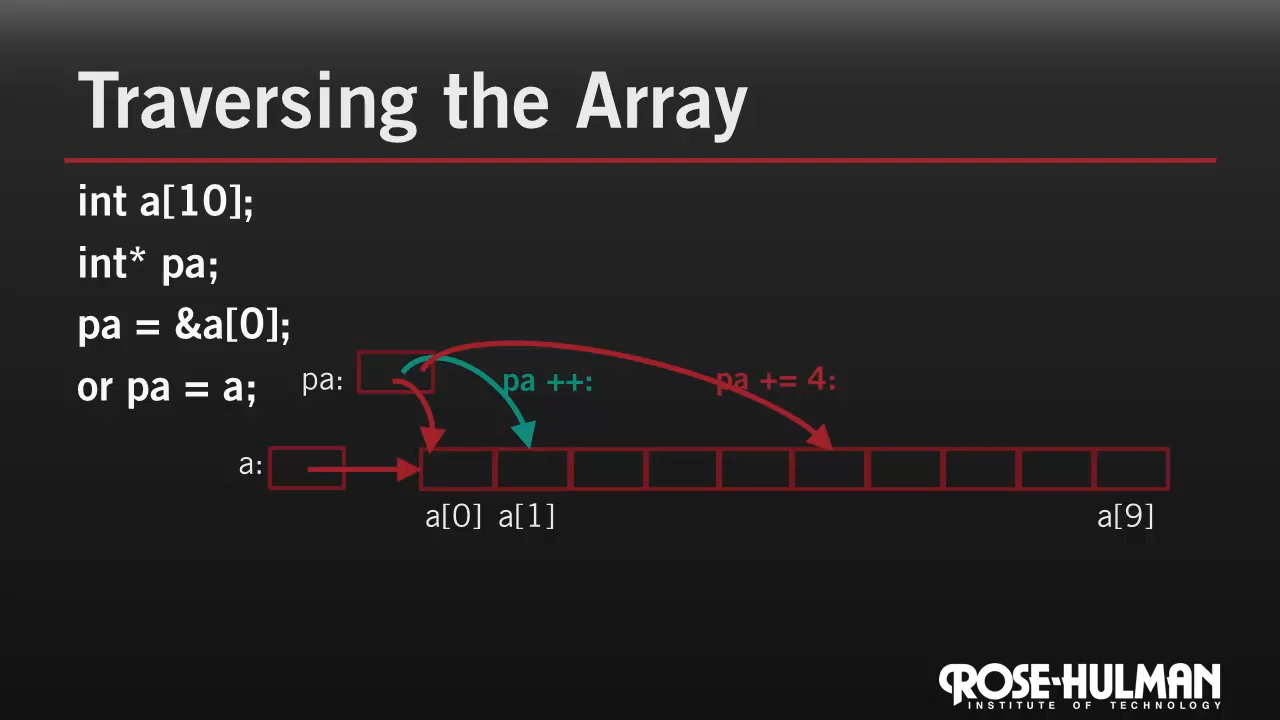 Traversing the Array
int a[10];
int* pa;
pa = &a[0];
or pa = a;
pa:
pa ++:
pa += 4:
a:
a[0] a[1] a[9]
ROSE-HULMAN
INSTITUTE OF TECHNOLOGY